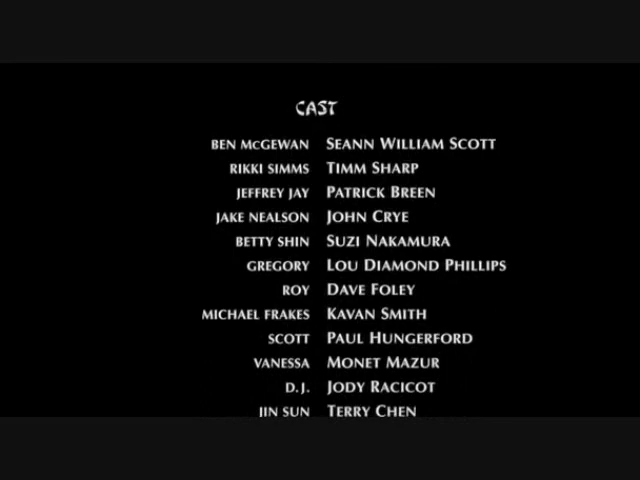 CAST
BEN McGEWAN SEANN WILLIAM SCOTT
RIKKI SIMMS TIMM SHARP
JEFFREY JAY PATRICK BREEN
JAKE NEALSON JOHN CRYE
BETTY SHIN SUZI NAKAMURA
GREGORY LOU DIAMOND PHILLIPS
ROY DAVE FOLEY
MICHAEL FRAKES KAVAN SMITH
SCOTT PAUL HUNGERFORD
VANESSA MONET MAZUR
D.J. JODY RACICOT
JIN SUN TERRY CHEN